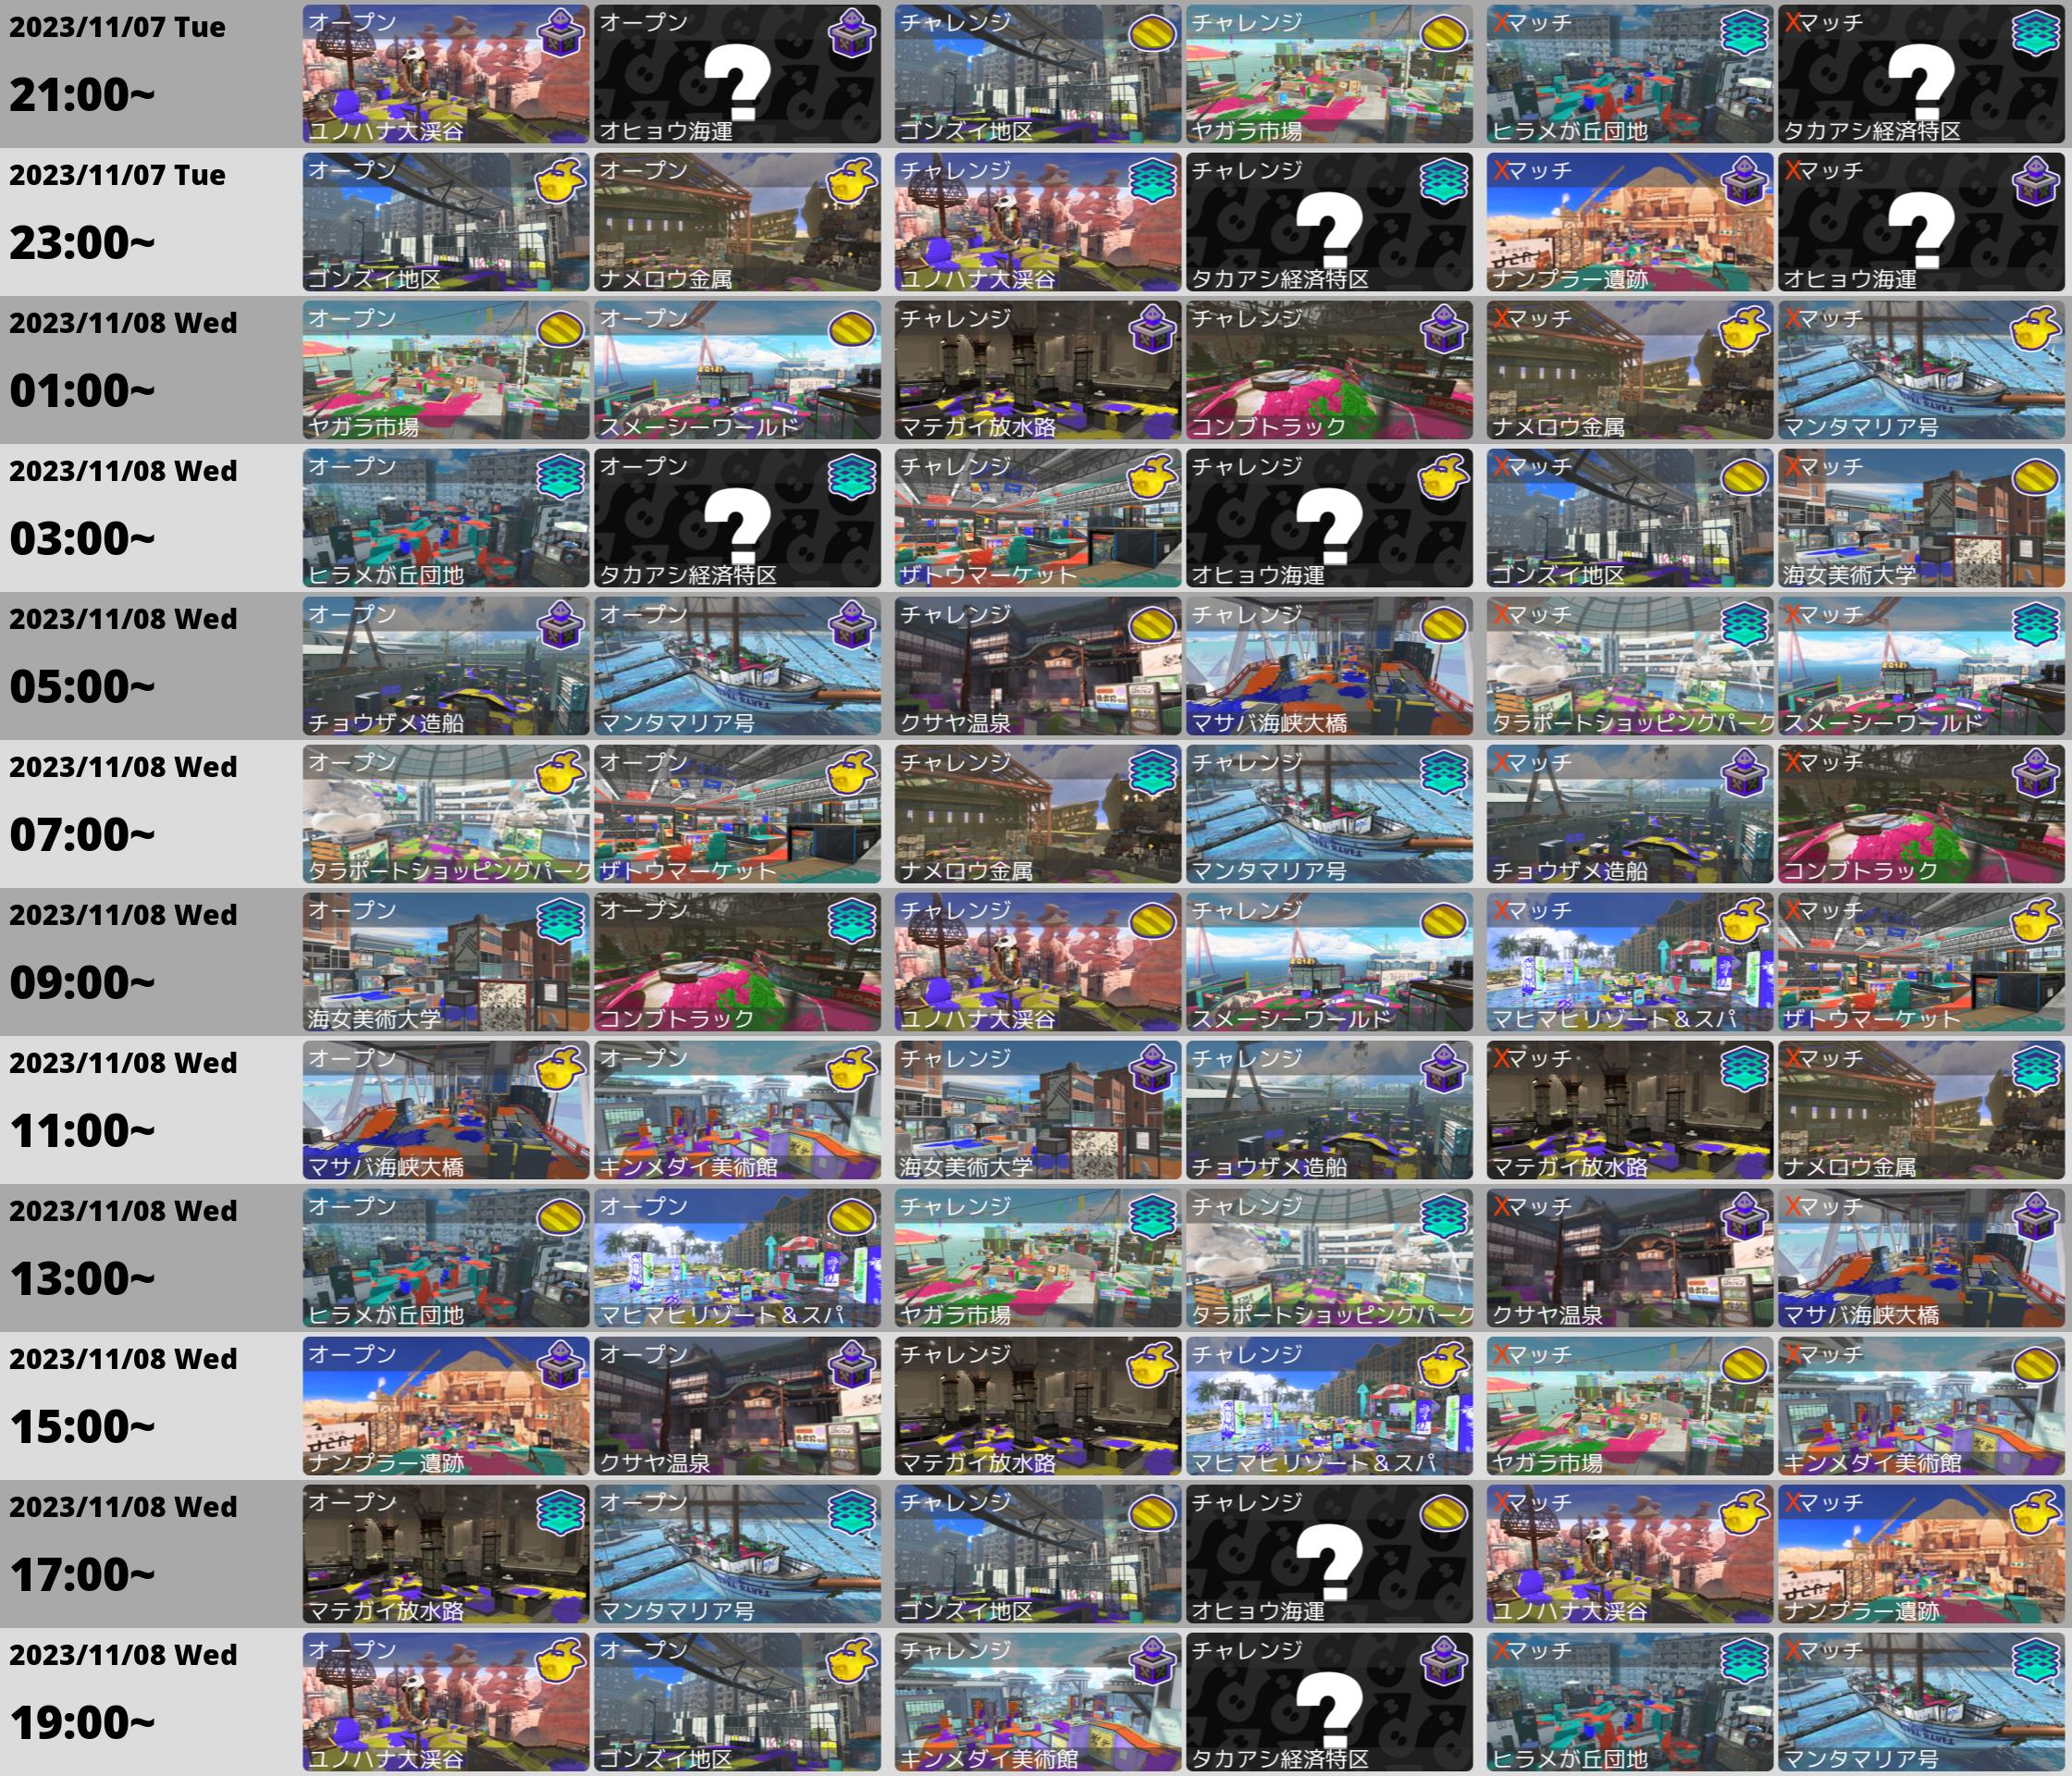 2023/11/07 Tue
21:00~
オープン
ユノハナ大渓谷
オープン
オヒョウ海運
チャレンジ
ゴンズイ地区
チャレンジ
ヤガラ市場
Xマッチ
ヒラメが丘団地
Xマッチ
タカアシ経済特区
2023/11/07 Tue
23:00~
オープン
ゴンズイ地区
オープン
ナメロウ金属
チャレンジ
ユノハナ大渓谷
チャレンジ
タカアシ経済特区
Xマッチ
ナンプラー遺跡
Xマッチ
オヒョウ海運
2023/11/08 Wed
01:00~
オープン
ヤガラ市場
オープン
スメーシーワールド
チャレンジ
マテガイ放水路
チャレンジ
コンブトラック
Xマッチ
ナメロウ金属
Xマッチ
マンタマリア号
2023/11/08 Wed
03:00~
オープン
ヒラメが丘団地
オープン
タカアシ経済特区
チャレンジ
ザトウマーケット
チャレンジ
オヒョウ海運
Xマッチ
ゴンズイ地区
Xマッチ
海女美術大学
2023/11/08 Wed
05:00~
オープン
チョウザメ造船
オープン
マンタマリア号
チャレンジ
クサヤ温泉
チャレンジ
マサバ海峡大橋
Xマッチ
タラポートショッピングパーク
Xマッチ
スメーシーワールド
2023/11/08 Wed
07:00~
オープン
タラポートショッピングパーク
オープン
ザトウマーケット
チャレンジ
ナメロウ金属
チャレンジ
マンタマリア号
Xマッチ
チョウザメ造船
Xマッチ
コンブトラック
2023/11/08 Wed
09:00~
オープン
海女美術大学
オープン
コンブトラック
チャレンジ
ユノハナ大渓谷
チャレンジ
スメーシーワールド
Xマッチ
マヒマヒリゾート＆スパ
Xマッチ
ザトウマーケット
2023/11/08 Wed
11:00~
オープン
マサバ海峡大橋
オープン
キンメダイ美術館
チャレンジ
海女美術大学
チャレンジ
チョウザメ造船
Xマッチ
マテガイ放水路
Xマッチ
ナメロウ金属
2023/11/08 Wed
13:00~
オープン
ヒラメが丘団地
オープン
マヒマヒリゾート＆スパ
チャレンジ
ヤガラ市場
チャレンジ
タラポートショッピングパーク
Xマッチ
クサヤ温泉
Xマッチ
マサバ海峡大橋
2023/11/08 Wed
15:00~
オープン
ナンプラー遺跡
オープン
クサヤ温泉
チャレンジ
マテガイ放水路
チャレンジ
マヒマヒリゾート＆スパ
Xマッチ
ヤガラ市場
Xマッチ
キンメダイ美術館
2023/11/08 Wed
17:00~
オープン
マテガイ放水路
オープン
マンタマリア号
チャレンジ
ゴンズイ地区
チャレンジ
オヒョウ海運
Xマッチ
ユノハナ大渓谷
Xマッチ
ナンプラー遺跡
2023/11/08 Wed
19:00~
オープン
ユノハナ大渓谷
オープン
ゴンズイ地区
チャレンジ
キンメダイ美術館
チャレンジ
タカアシ経済特区
Xマッチ
ヒラメが丘団地
Xマッチ
マンタマリア号